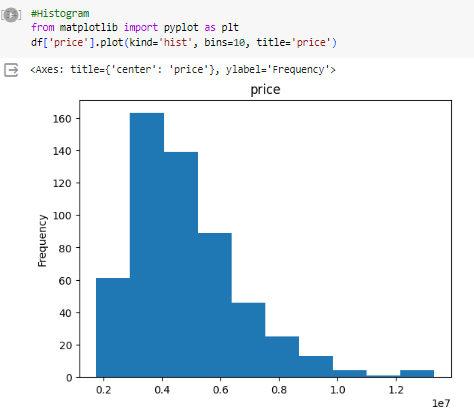 #Histogram
from matplotlib import pyplot as plt
df['price'].plot(kind='hist', bins=10, title='price')
<Axes: title={'center': 'price'}, ylabel='Frequency'>
price
160
140
120
100
80
60
40
20
0
Frequency
0.2 0.4 0.6 0.8 1.0 1.2
1e7